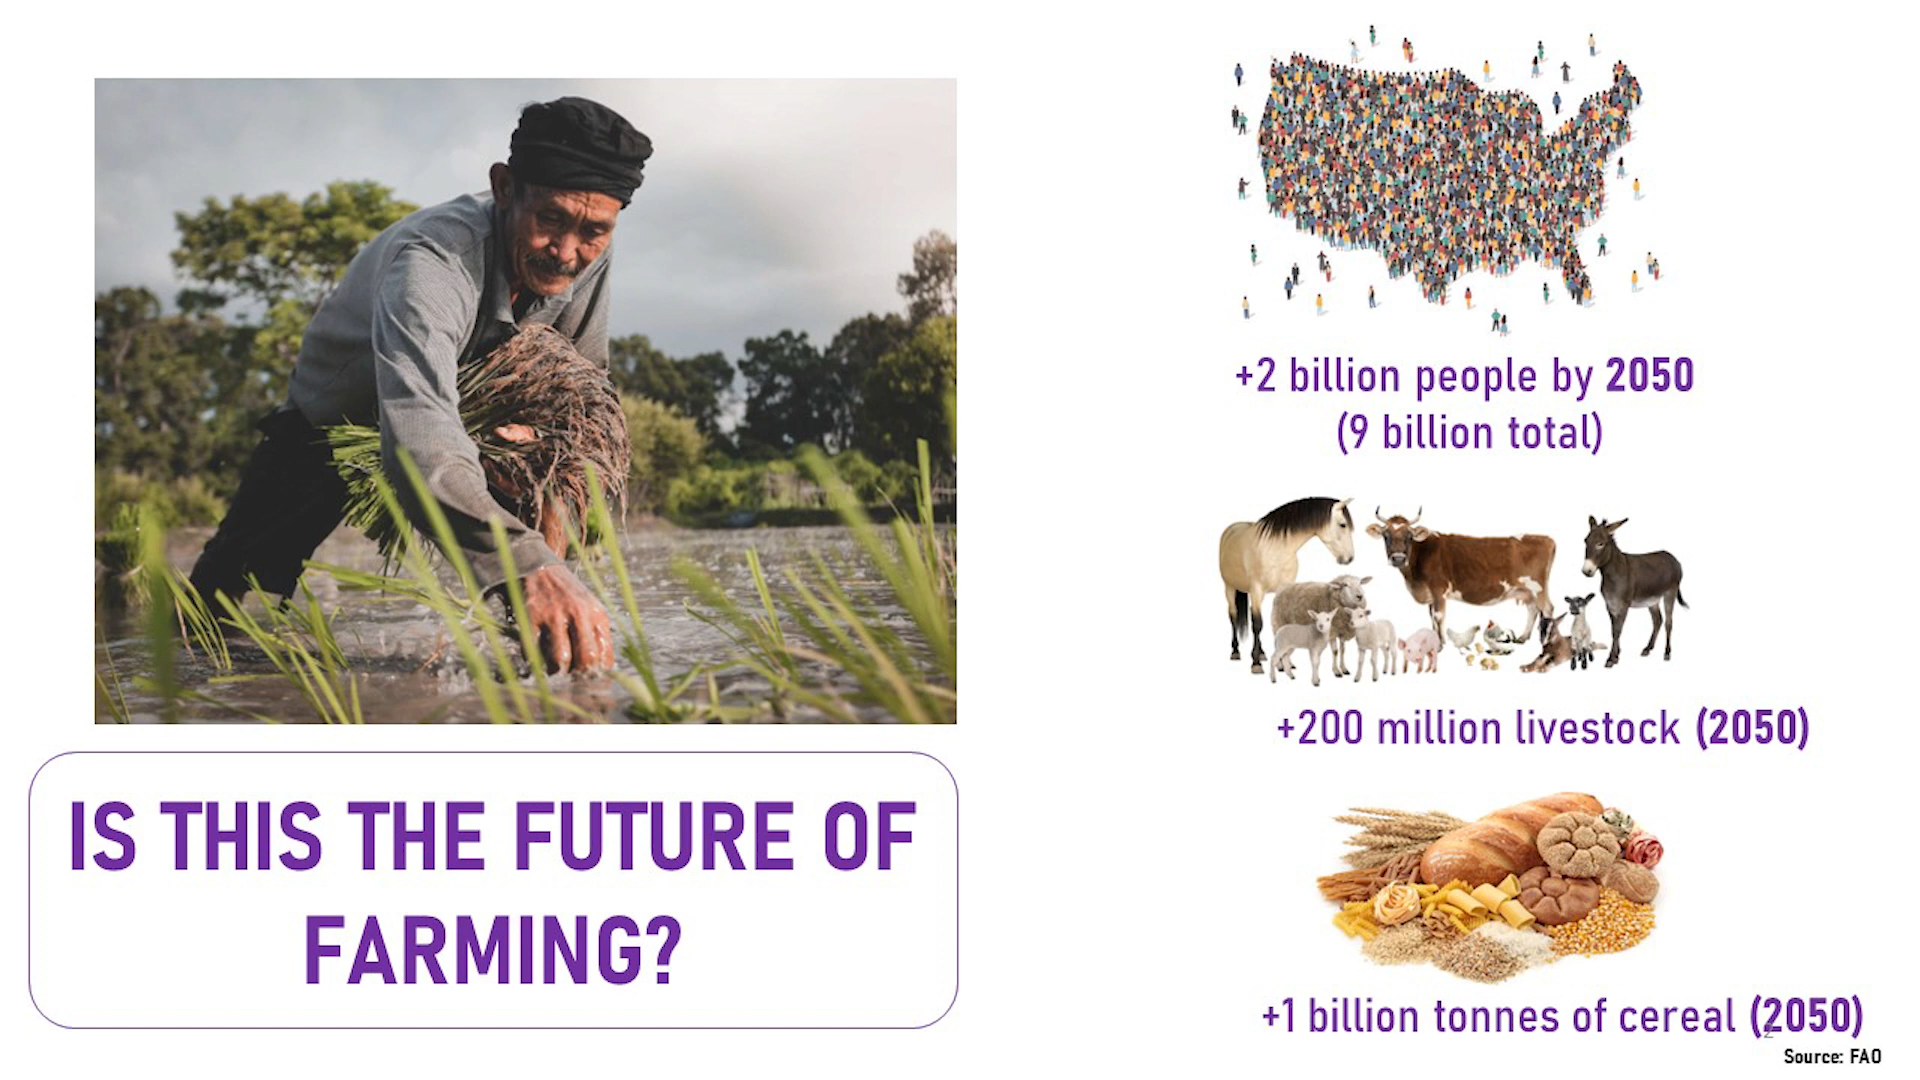 IS THIS THE FUTURE OF
FARMING?
+2 billion people by 2050
(9 billion total)
+200 million livestock (2050)
+1 billion tonnes of cereal (2050)
2
Source: FAO